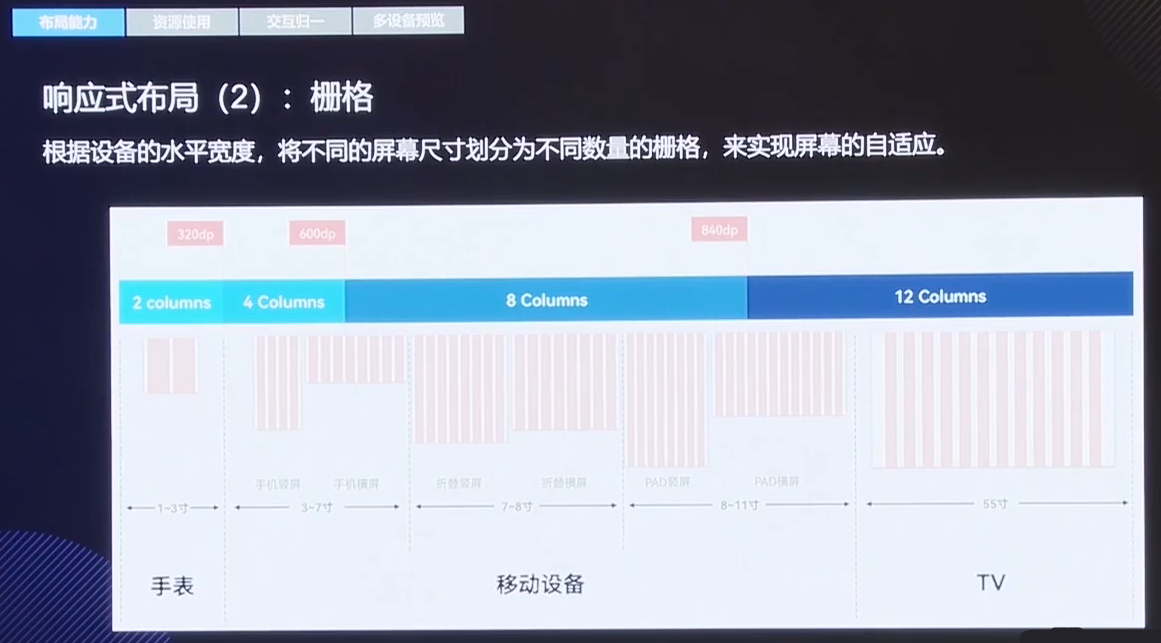 布局能力 资源使用 交互归一 多设备预览
响应式布局（2）：栅格
根据设备的水平宽度，将不同的屏幕尺寸划分为不同数量的栅格，来实现屏幕的自适应。
320dp 600dp 840dp
2 columns 4 Columns 8 Columns 12 Columns
手机竖屏 手机横屏 折叠竖屏 折叠横屏 PAD竖屏 PAD横屏
1-3寸 3-7寸 7-8寸 8-11寸 55寸
手表 移动设备 TV